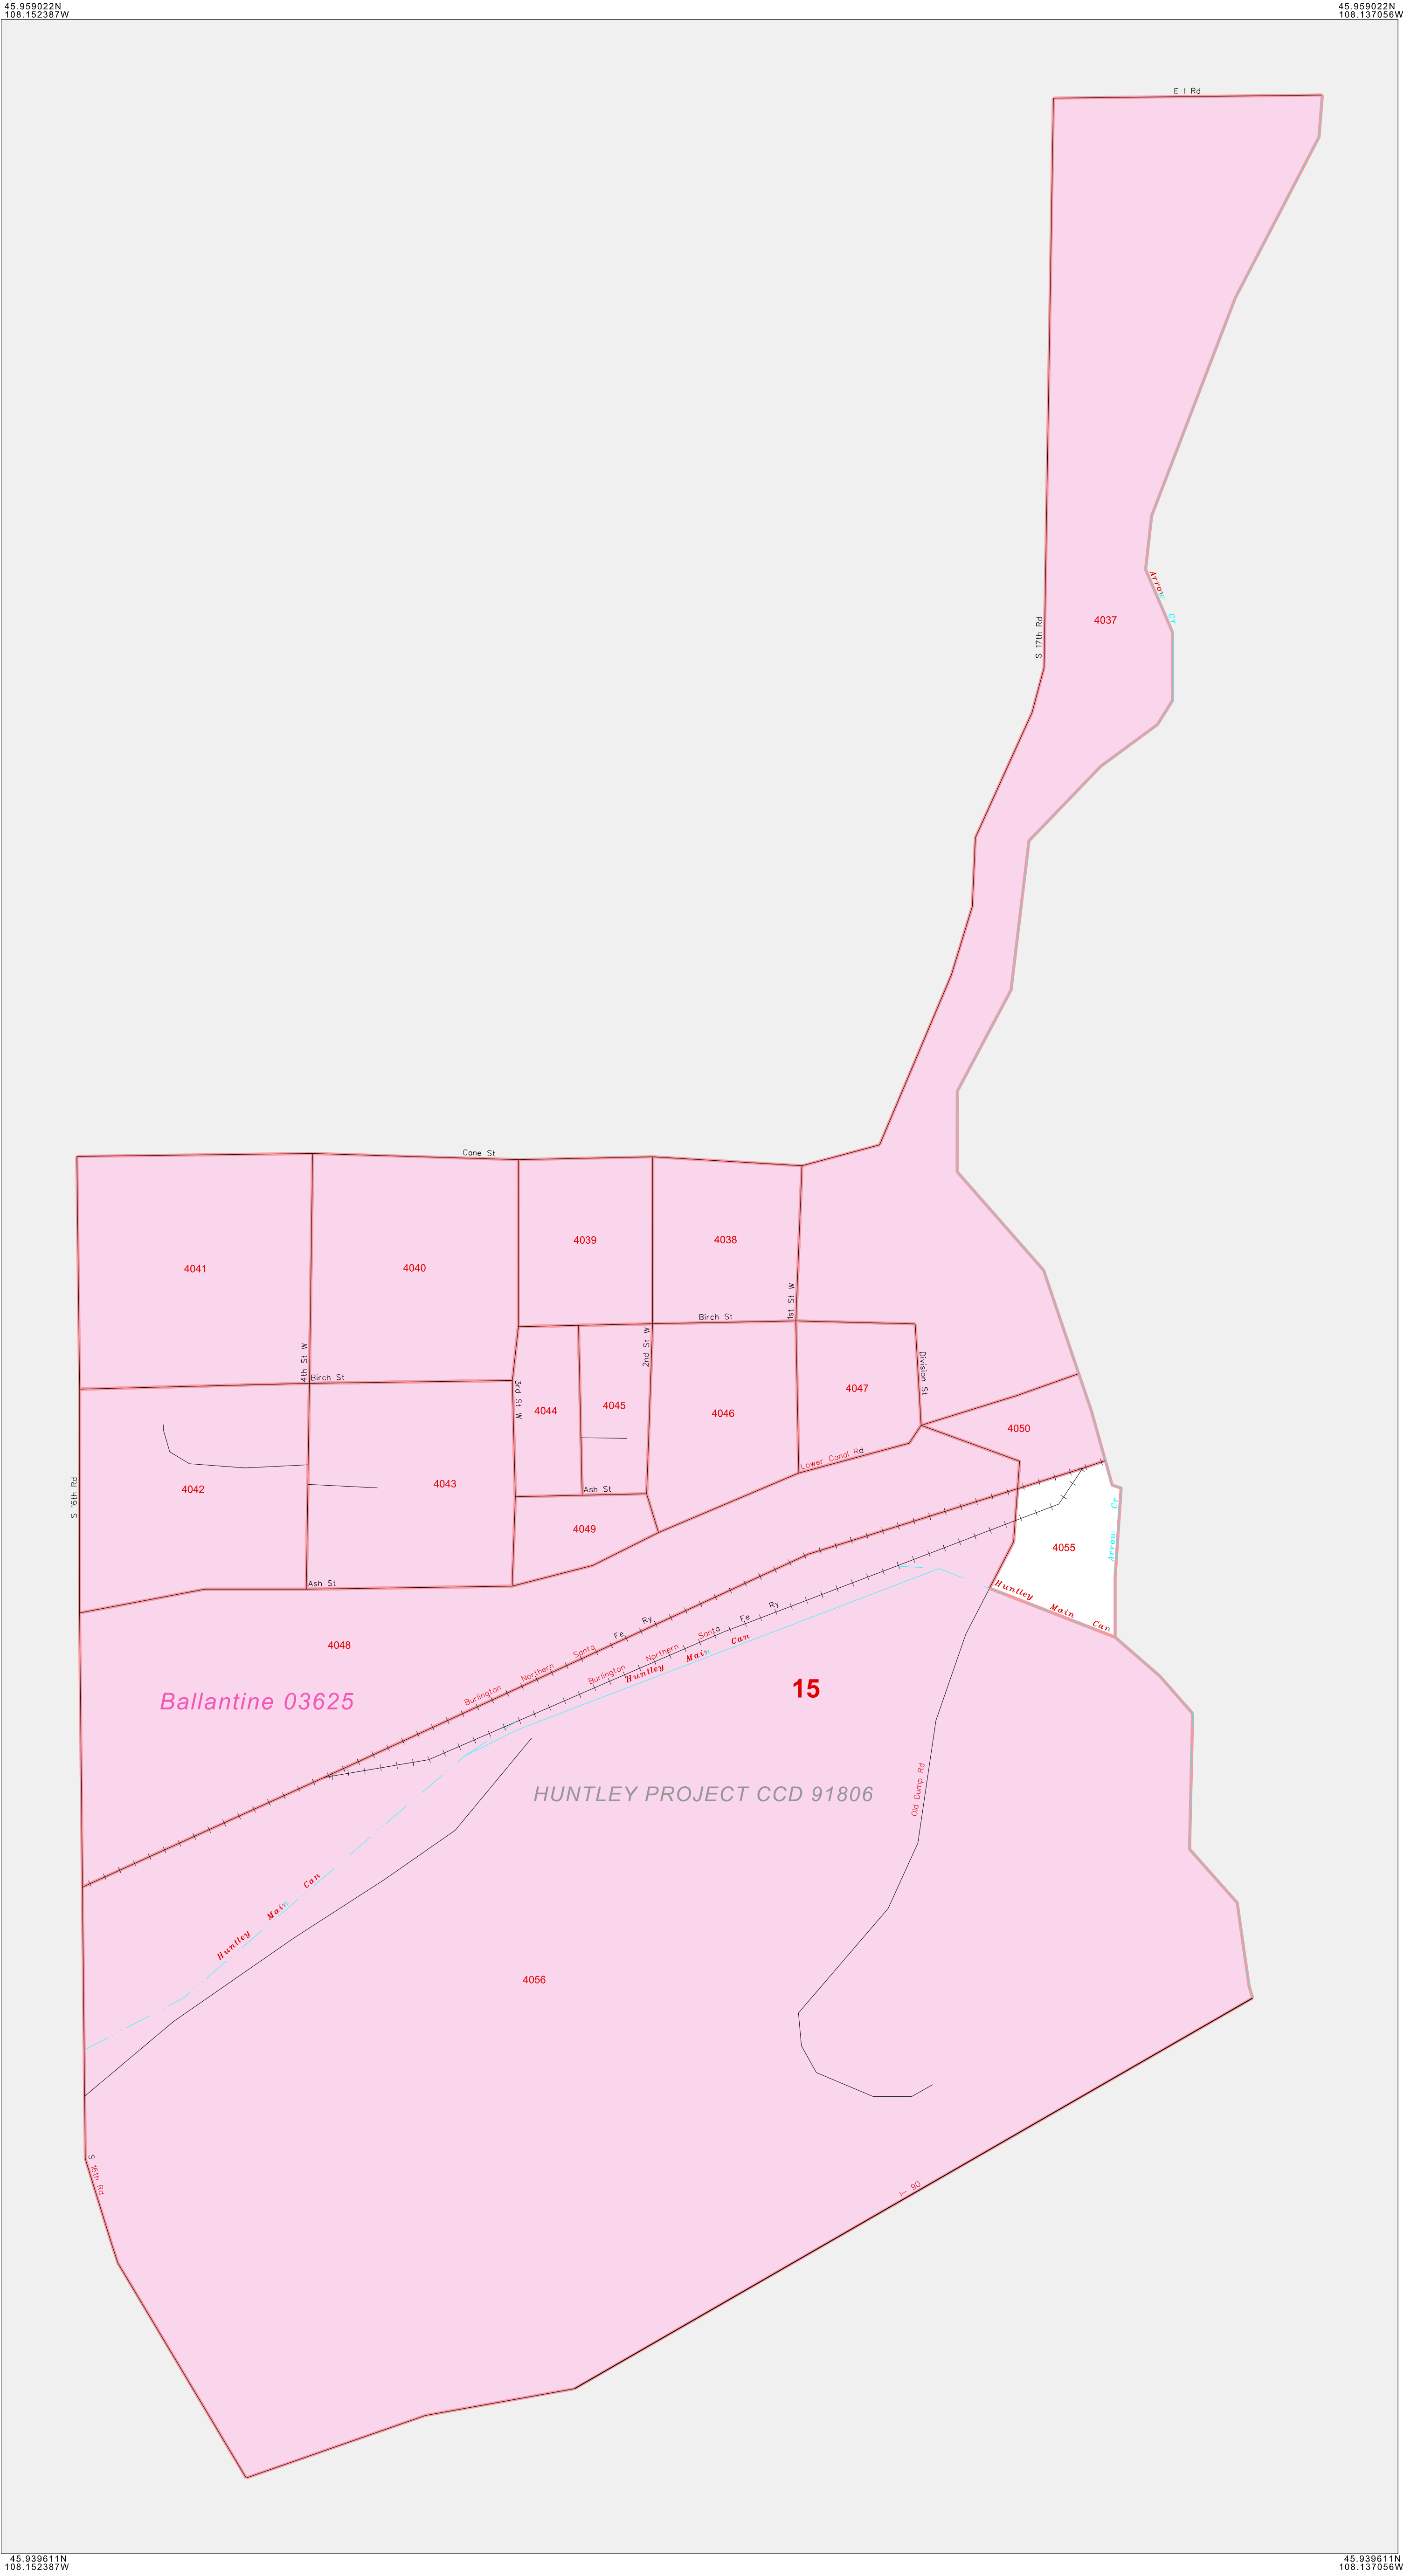 45.959022N
108.152387W
45.959022N
108.137056W
E I Rd
Arrow Cr
S 17th Rd
4037
Cane St
4041
4040
4039
4038
1st St W
Birch St
2nd St W
4th St W
Birch St
3rd St W
4044
4045
4046
4047
Division St
4050
Lower Canal Rd
S 16th Rd
4042
4043
Ash St
4049
Arrow Cr
4055
Ash St
Huntley Main Can
4048
Burlington Northern Santa Fe Ry
Burlington Northern Santa Fe Ry
Huntley Main Can
15
Ballantine 03625
HUNTLEY PROJECT CCD 91806
Old Dump Rd
Huntley Main Can
4056
S 16th Rd
I- 90
45.939611N
108.152387W
45.939611N
108.137056W